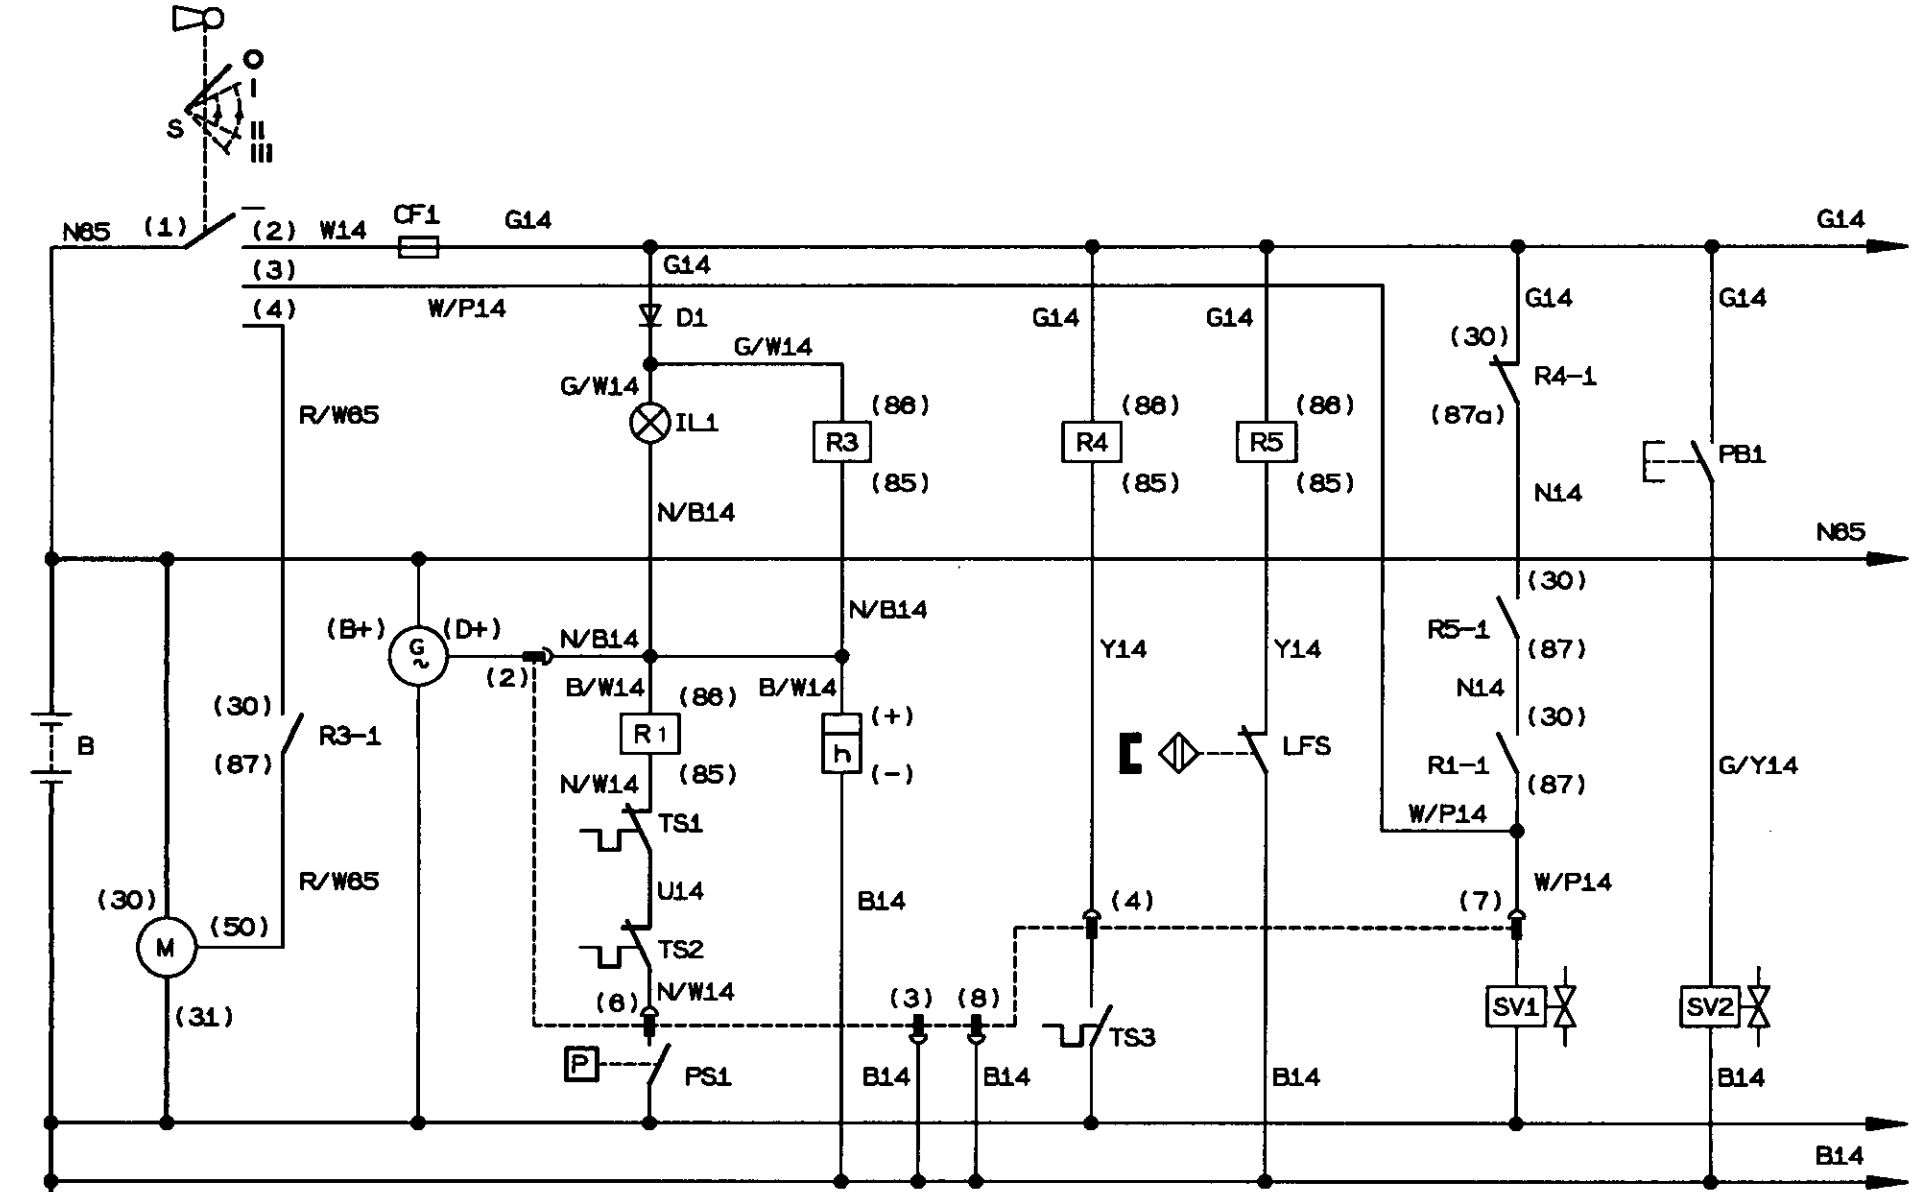 O
I
S
II
III
N65
(1)
(2)
W14
CF1
G14
G14
(3)
G14
(4)
W/P14
D1
G14
G14
G14
G14
(30)
G/W14
G/W14
R4-1
R/W65
IL1
(86)
(86)
(86)
(87a)
R3
R4
R5
PB1
(85)
(85)
(85)
N14
N/B14
N65
(30)
N/B14
(B+)
(D+)
N/B14
R5-1
G
~
Y14
Y14
(87)
(2)
B/W14
(86)
B/W14
N14
(30)
R3-1
(30)
(+)
B
R1
h
LFS
(87)
(85)
(-)
R1-1
G/Y14
N/W14
(87)
W/P14
TS1
R/W65
U14
W/P14
(30)
B14
(4)
(7)
(50)
M
TS2
N/W14
(6)
(3)
(8)
(31)
SV1
SV2
TS3
P
PS1
B14
B14
B14
B14
B14